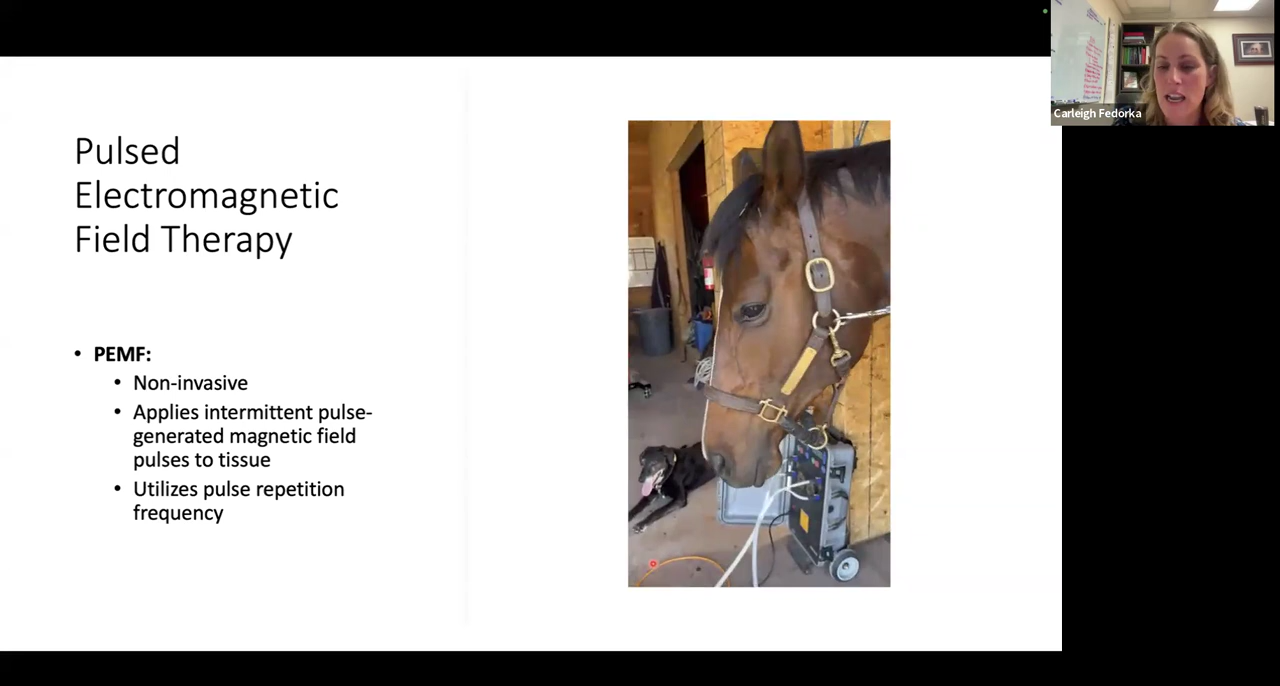 Pulsed
Electromagnetic
Field Therapy
• PEMF:
• Non-invasive
• Applies intermittent pulse-
generated magnetic field
pulses to tissue
• Utilizes pulse repetition
frequency
Carleigh Fedorka